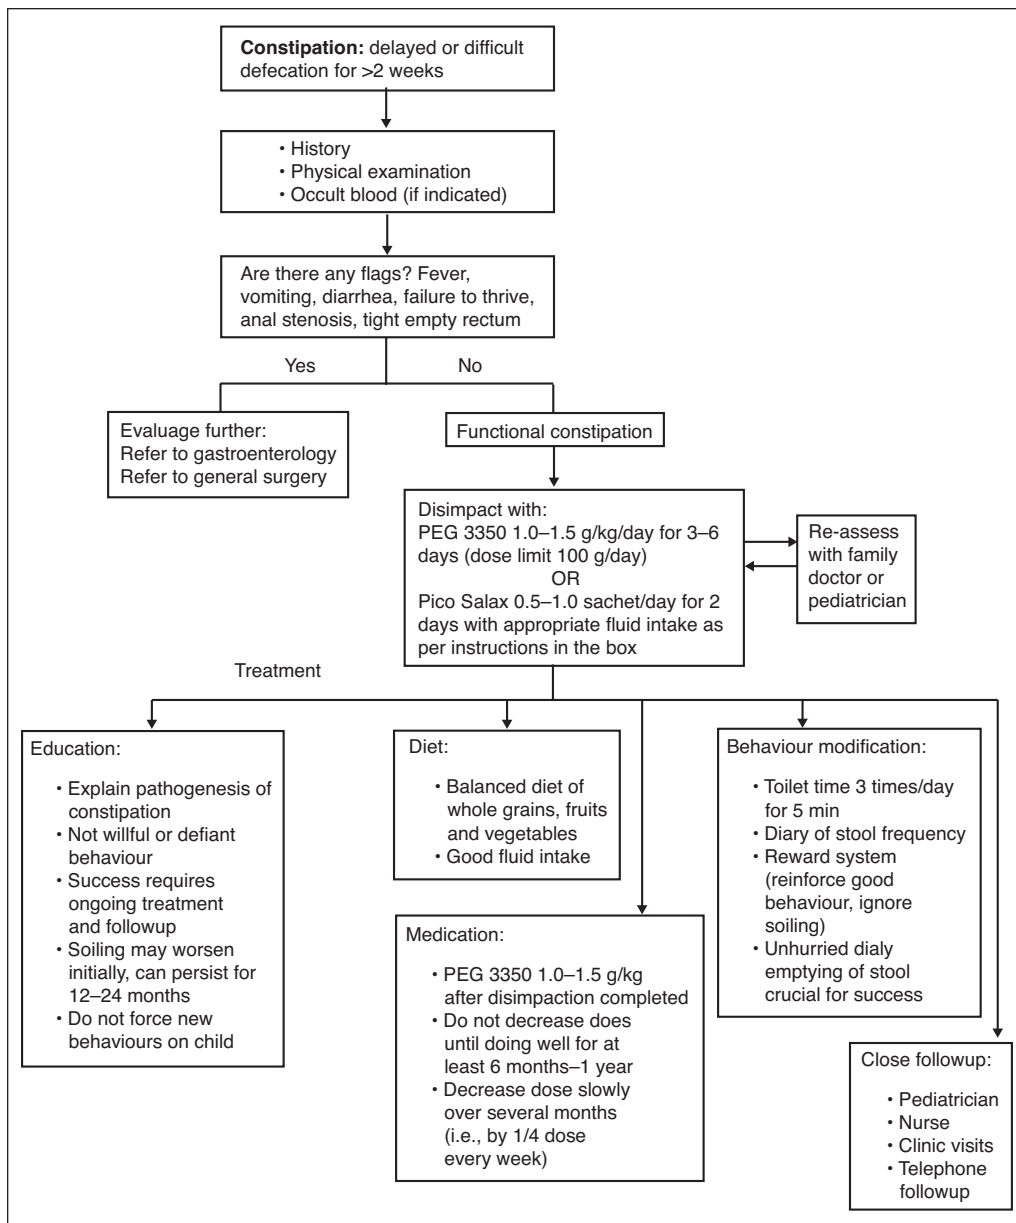 Constipation: delayed or difficult
defecation for >2 weeks
• History
• Physical examination
• Occult blood (if indicated)
Are there any flags? Fever,
vomiting, diarrhea, failure to thrive,
anal stenosis, tight empty rectum
Yes
No
Evaluage further:
Refer to gastroenterology
Refer to general surgery
Functional constipation
Disimpact with:
PEG 3350 1.0–1.5 g/kg/day for 3–6
days (dose limit 100 g/day)
OR
Pico Salax 0.5–1.0 sachet/day for 2
days with appropriate fluid intake as
per instructions in the box
Re-assess
with family
doctor or
pediatrician
Treatment
Education:
• Explain pathogenesis of
constipation
• Not willful or defiant
behaviour
• Success requires
ongoing treatment
and followup
• Soiling may worsen
initially, can persist for
12–24 months
• Do not force new
behaviours on child
Diet:
• Balanced diet of
whole grains, fruits
and vegetables
• Good fluid intake
Medication:
• PEG 3350 1.0–1.5 g/kg
after disimpaction completed
• Do not decrease does
until doing well for at
least 6 months–1 year
• Decrease dose slowly
over several months
(i.e., by 1/4 dose
every week)
Behaviour modification:
• Toilet time 3 times/day
for 5 min
• Diary of stool frequency
• Reward system
(reinforce good
behaviour, ignore
soiling)
• Unhurried dialy
emptying of stool
crucial for success
Close followup:
• Pediatrician
• Nurse
• Clinic visits
• Telephone
followup